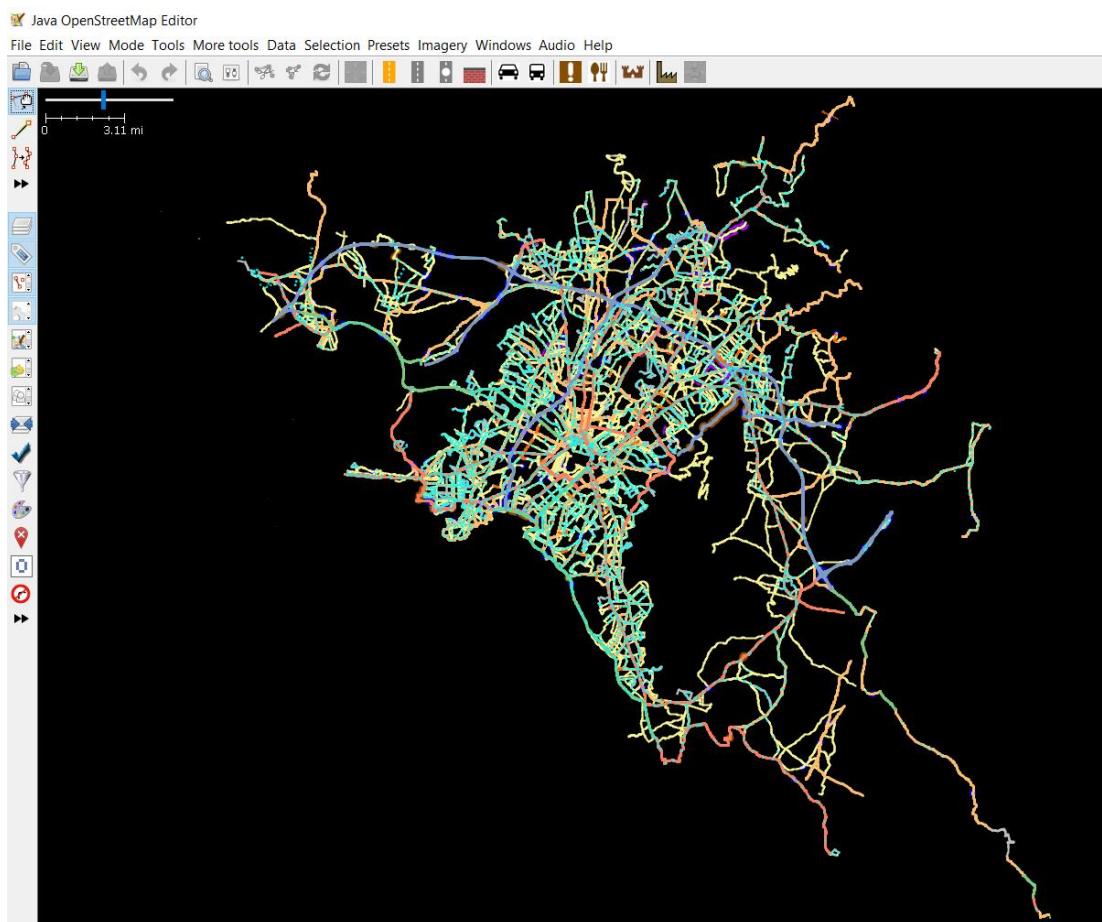 Java OpenStreetMap Editor
File Edit View Mode Tools More tools Data Selection Presets Imagery Windows Audio Help
0 3.11 mi